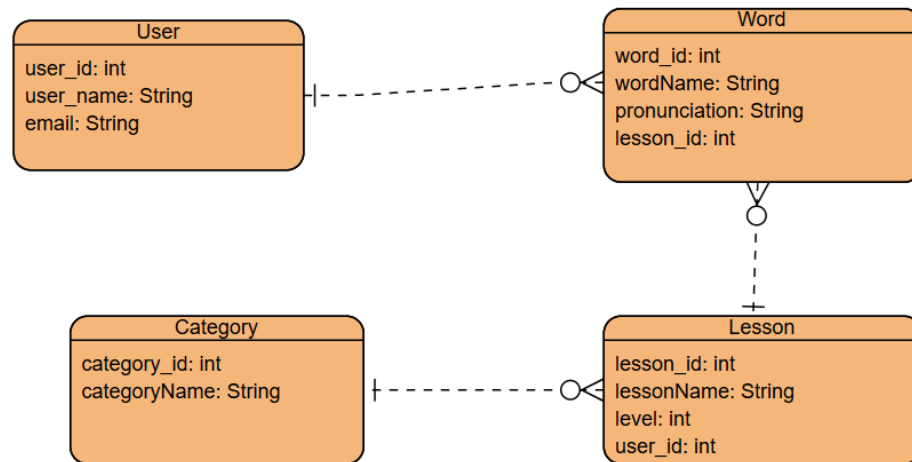 User
user_id: int
user_name: String
email: String
Word
word_id: int
wordName: String
pronunciation: String
lesson_id: int
Category
category_id: int
categoryName: String
Lesson
lesson_id: int
lessonName: String
level: int
user_id: int